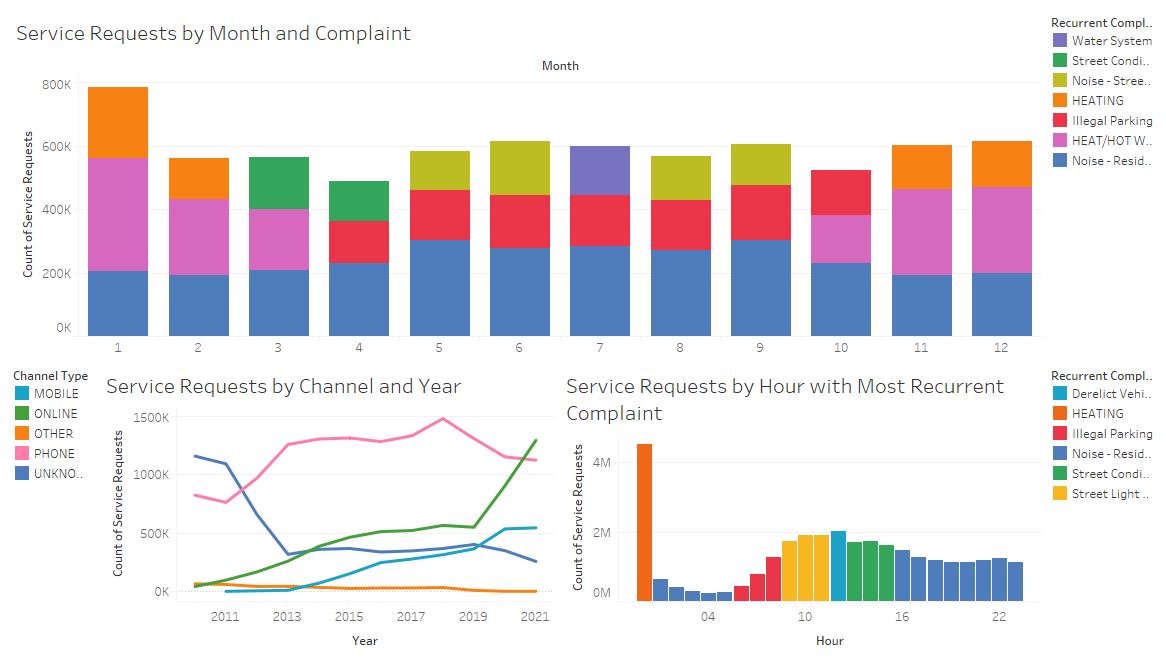 Service Requests by Month and Complaint
Month
Count of Service Requests
800K
600K
400K
200K
0K
1 2 3 4 5 6 7 8 9 10 11 12
Recurrent Compl..
Water System
Street Condi..
Noise - Stree..
HEATING
Illegal Parking
HEAT/HOT W..
Noise - Resid..
Channel Type
MOBILE
ONLINE
OTHER
PHONE
UNKNO..
Service Requests by Channel and Year
Count of Service Requests
1500K
1000K
500K
0K
2011 2013 2015 2017 2019 2021
Year
Service Requests by Hour with Most Recurrent
Complaint
Count of Service Requests
4M
2M
0M
04 10 16 22
Hour
Recurrent Compl..
Derelict Vehi..
HEATING
Illegal Parking
Noise - Resid..
Street Condi..
Street Light ..